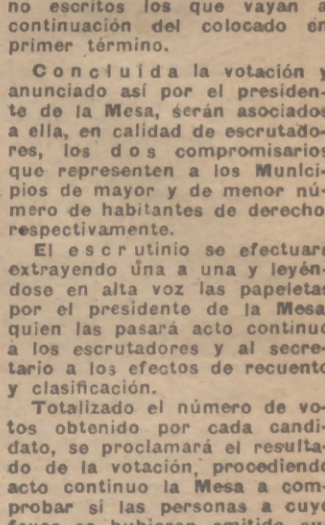 no escritos los que vayan a
continuación del colocado en
primer término.
Concluída la votación y
anunciado así por el presiden-
te de la Mesa, serán asociados
a ella, en calidad de escrutado-
res, los dos compromisarios
que representen a los Munici-
pios de mayor y de menor nú-
mero de habitantes de derecho
respectivamente.
El escrutinio se efectuará
extrayendo una a una y leyén-
dose en alta voz las papeletas
por el presidente de la Mesa
quien las pasará acto continuo
a los escrutadores y al secre-
tario a los efectos de recuento
y clasificación.
Totalizado el número de vo-
tos obtenido por cada candi-
dato, se proclamará el resulta-
do de la votación, procediendo
acto continuo la Mesa a com-
probar si las personas a cuyo
favor se hubiesen emitido